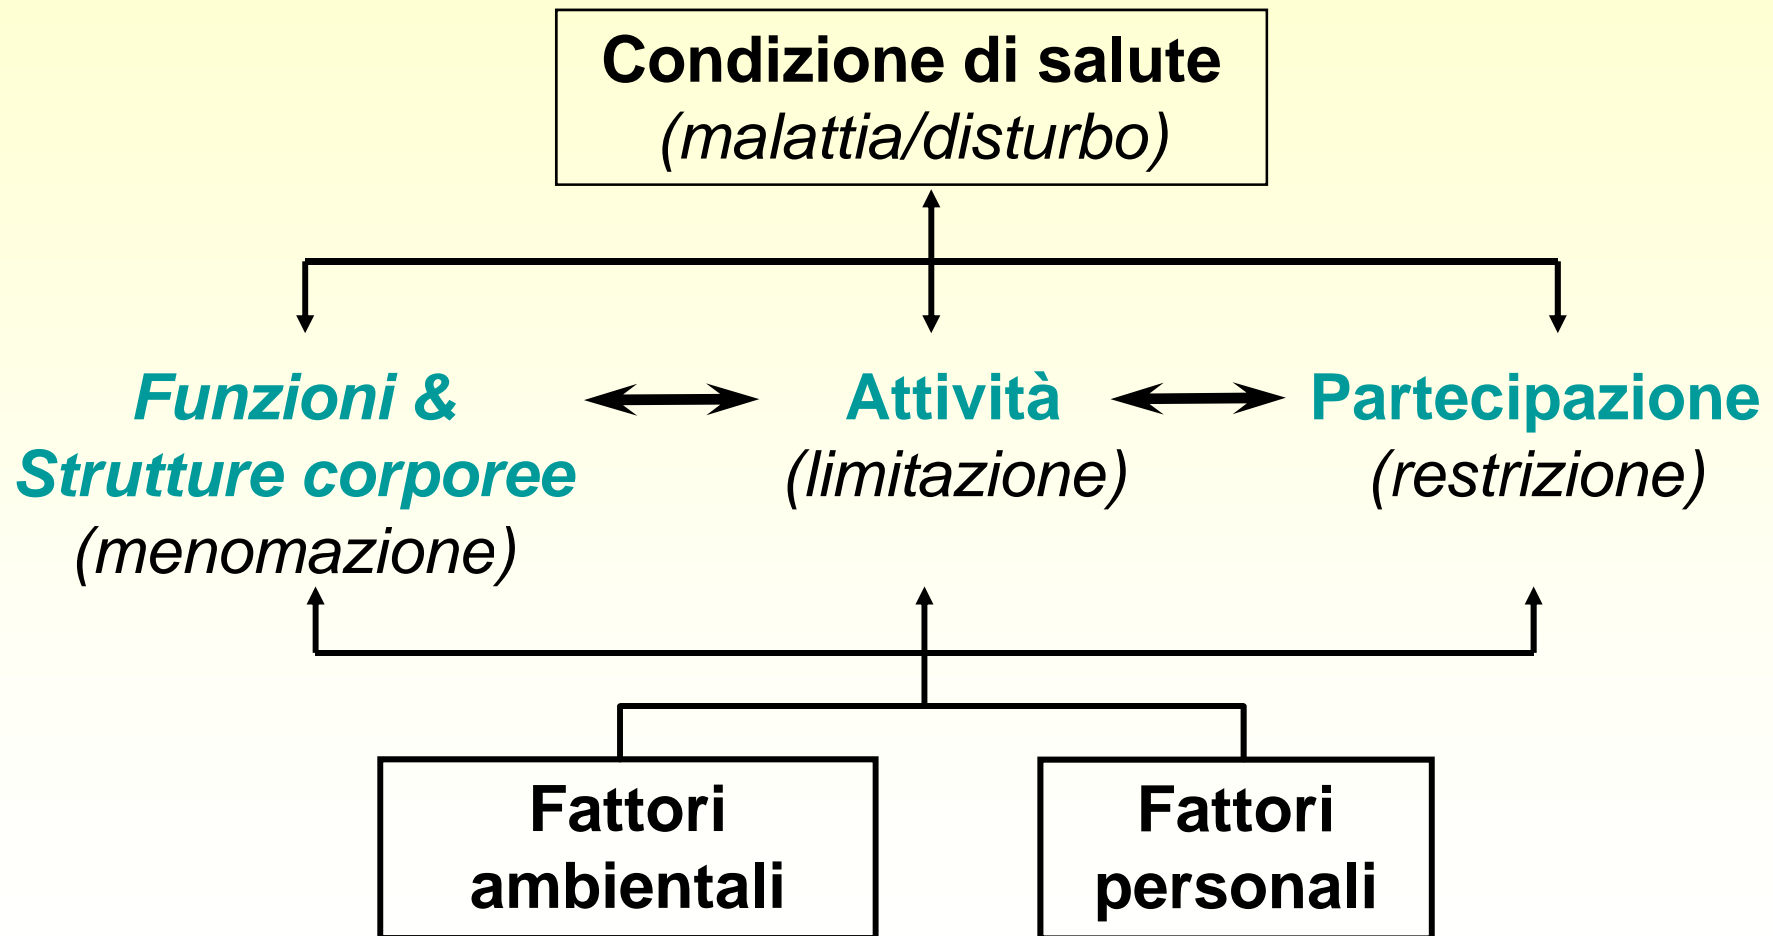 Condizione di salute
(malattia/disturbo)
Funzioni &
Strutture corporee
(menomazione)
Attività
(limitazione)
Partecipazione
(restrizione)
Fattori
ambientali
Fattori
personali